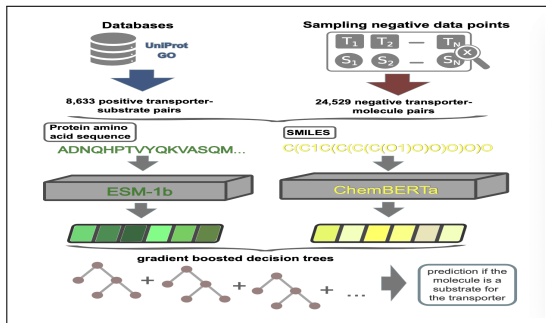 Databases
UniProt
GO
Sampling negative data points
T1 T2 — TN
S1 S2 — SN
x
8,633 positive transporter-
substrate pairs
24,529 negative transporter-
molecule pairs
Protein amino
acid sequence
ADNQHPTVYQKVASQM...
SMILES
C(C1C(C(C(C(O1)O)O)O)O)O
ESM-1b
ChemBERTa
gradient boosted decision trees
+ + + ...
prediction if the
molecule is a
substrate for
the transporter